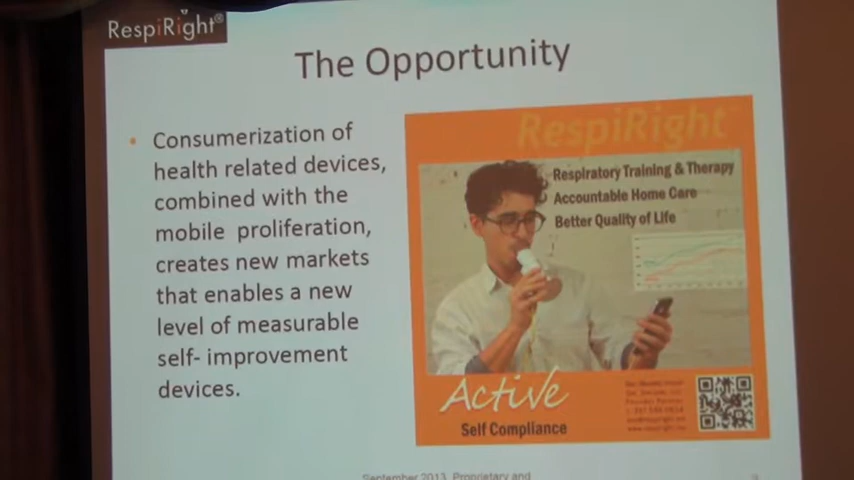 RespiRight®
The Opportunity
• Consumerization of
health related devices,
combined with the
mobile proliferation,
creates new markets
that enables a new
level of measurable
self- improvement
devices.
RespiRight
Respiratory Training & Therapy
Accountable Home Care
Better Quality of Life
Active
Self Compliance
September 2013 Proprietary and